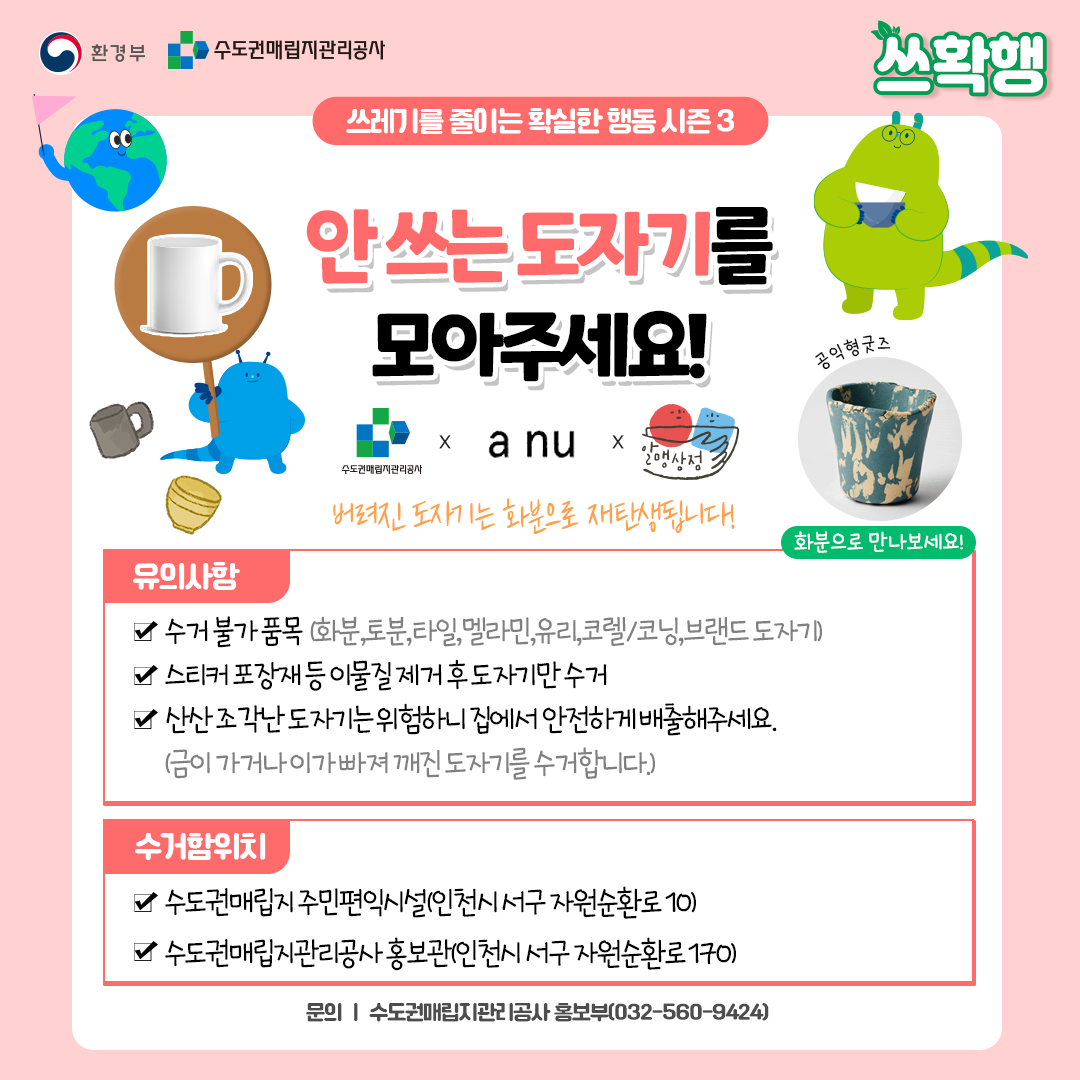 환경부
수도권매립지관리공사
쓰확행
쓰레기를 줄이는 확실한 행동 시즌 3
안 쓰는 도자기를
모아주세요!
공익형굿즈
수도권매립지관리공사 x a nu x 알맹상점
버려진 도자기는 화분으로 재탄생됩니다!
화분으로 만나보세요!
유의사항
수거 불가 품목 (화분,토분,타일,멜라민,유리,코렐/코닝,브랜드 도자기)
스티커 포장재 등 이물질 제거 후 도자기만 수거
산산 조각난 도자기는 위험하니 집에서 안전하게 배출해주세요.
(금이 가거나 이가 빠져 깨진 도자기를 수거합니다.)
수거함위치
수도권매립지 주민편익시설(인천시 서구 자원순환로 10)
수도권매립지관리공사 홍보관(인천시 서구 자원순환로 170)
문의 ㅣ 수도권매립지관리공사 홍보부(032-560-9424)